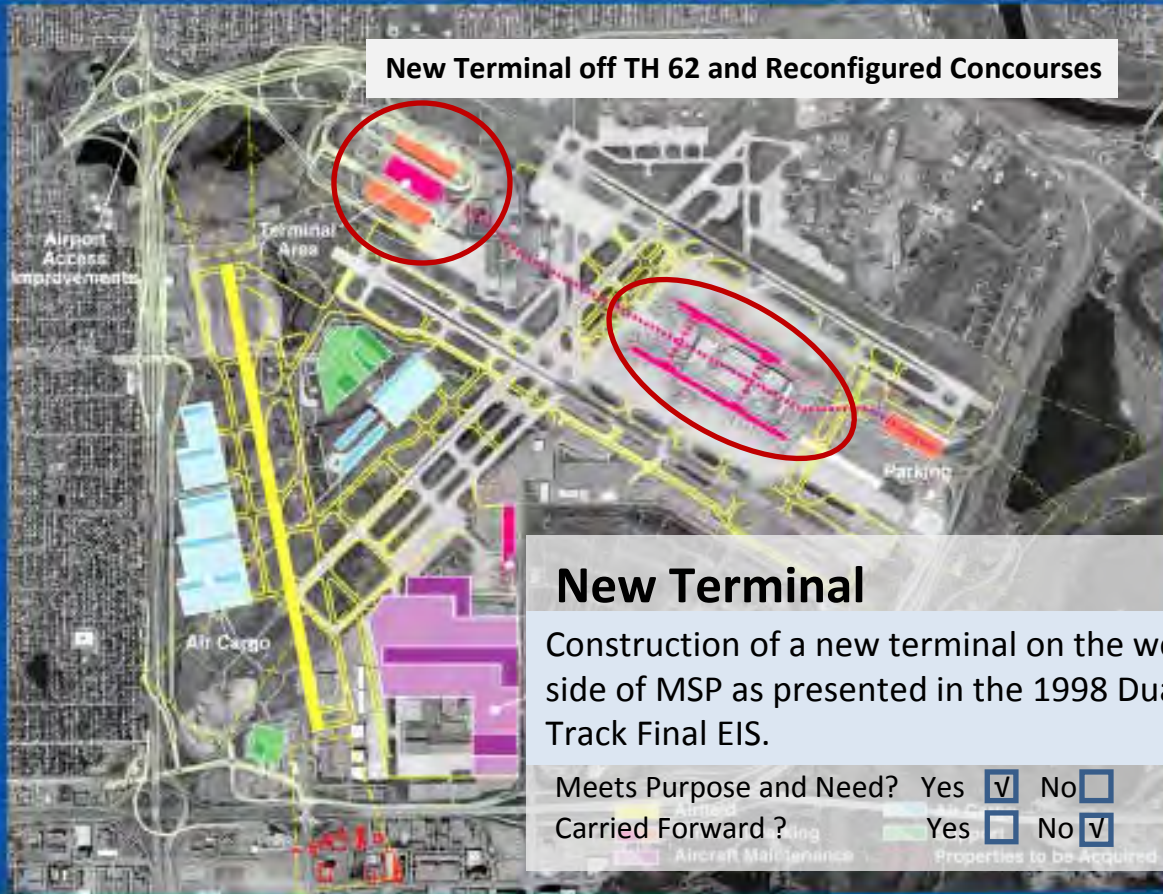 New Terminal off TH 62 and Reconfigured Concourses
Airport
Access
Improvements
Terminal
Area
Parking
Air Cargo
New Terminal
Construction of a new terminal on the
side of MSP as presented in the 1998
Track Final EIS.
Meets Purpose and Need? Yes √ No
Carried Forward ? Yes No √
Aircraft Maintenance
Properties to be Acquired